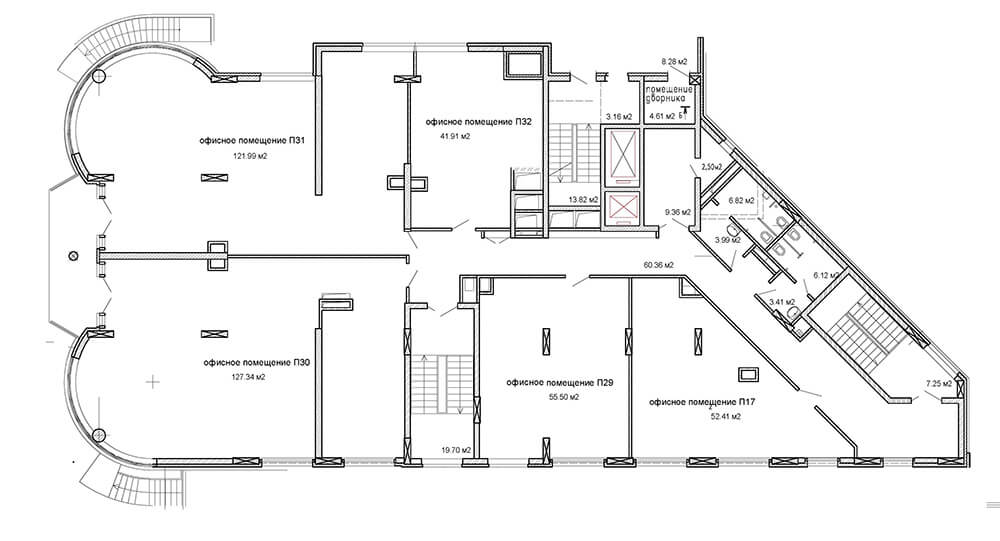 8.28 м2
помещение
дворника
4.61 м2
Б
3.16 м2
офисное помещение П32
41.91 м2
офисное помещение П31
121.99 м2
2.50м2
13.82 м2
6.82 м2
9.36 м2
3.99 м2
60.36 м2
6.12 м2
3.41 м2
офисное помещение П30
127.34 м2
офисное помещение П29
55.50 м2
7.25 м2
офисное помещение П17
2
52.41 м2
19.70 м2